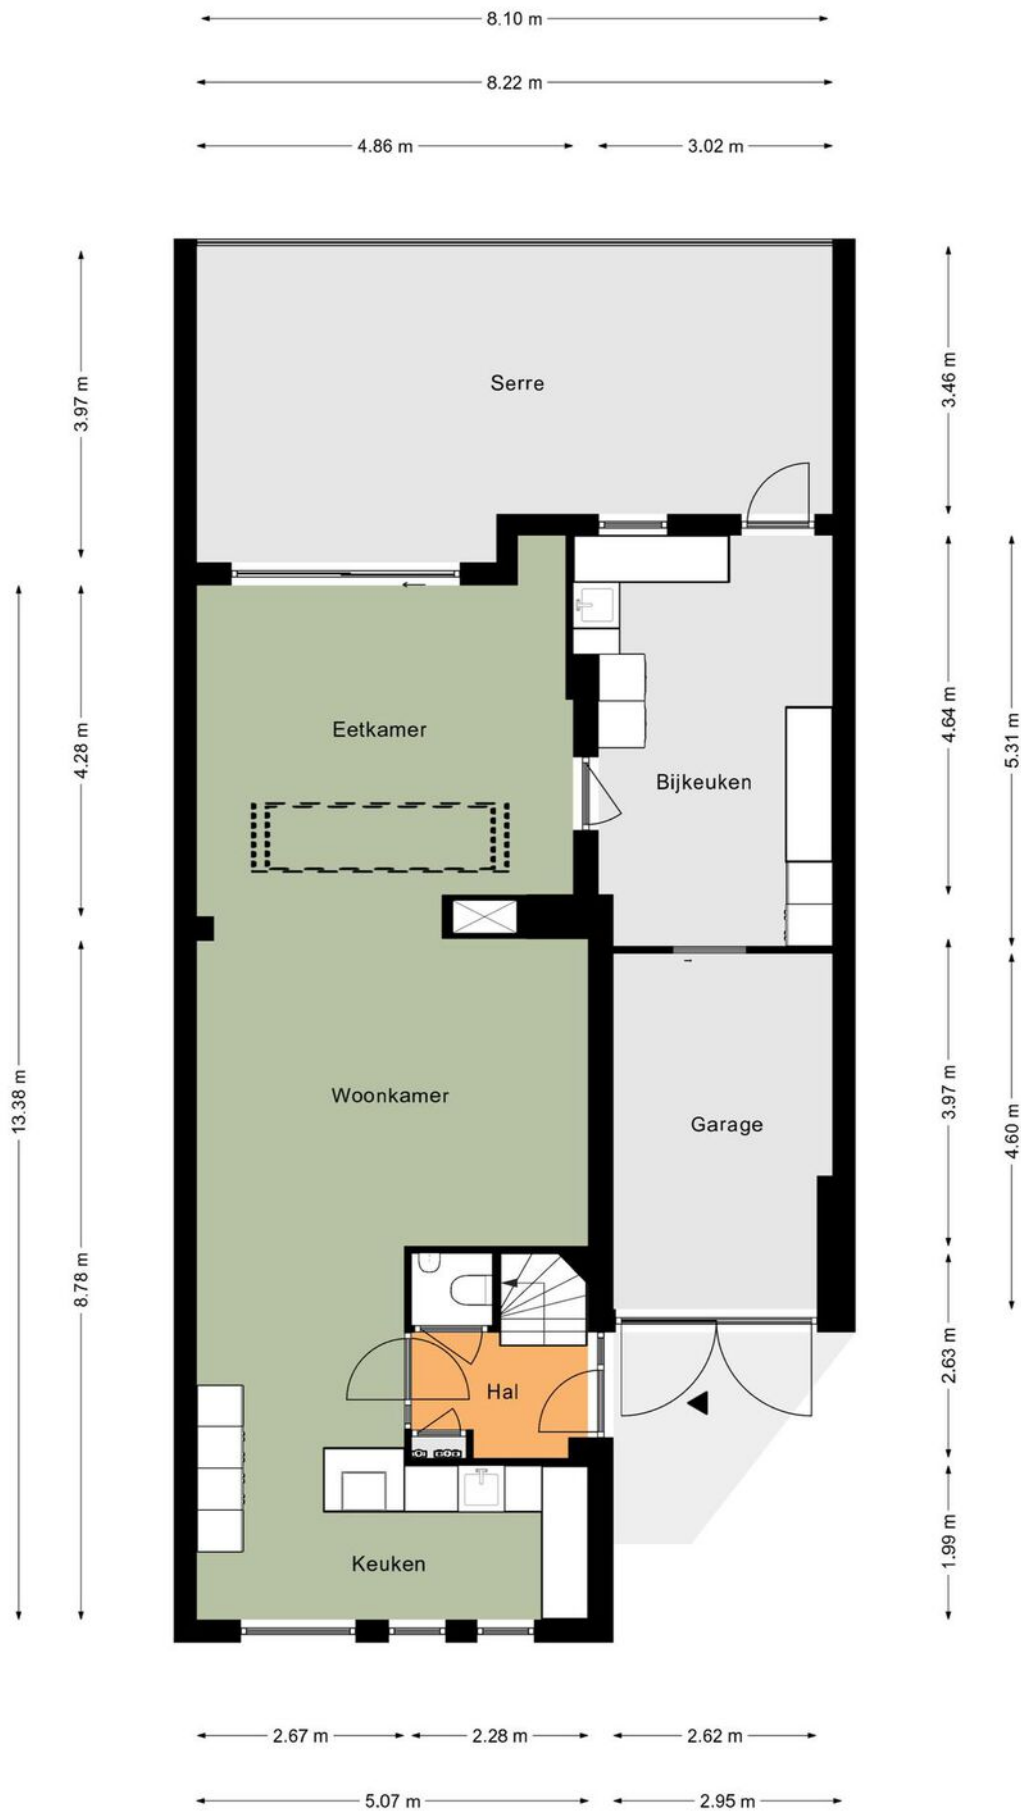 8.10 m
8.22 m
4.86 m
3.02 m
3.97 m
3.46 m
Serre
4.28 m
4.64 m
5.31 m
Eetkamer
Bijkeuken
13.38 m
3.97 m
4.60 m
Woonkamer
Garage
8.78 m
2.63 m
Hal
1.99 m
Keuken
2.67 m
2.28 m
2.62 m
5.07 m
2.95 m